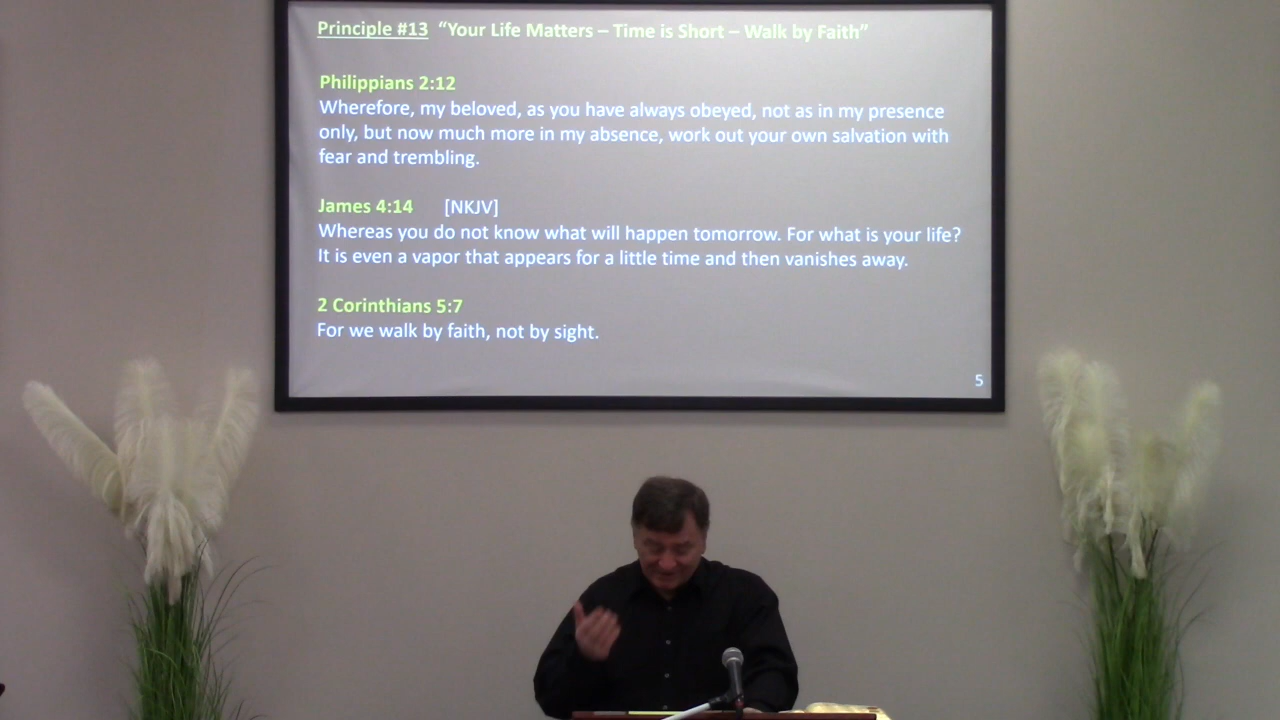 Principle #13 “Your Life Matters – Time is Short – Walk by Faith”
Philippians 2:12
Wherefore, my beloved, as you have always obeyed, not as in my presence
only, but now much more in my absence, work out your own salvation with
fear and trembling.
James 4:14 [NKJV]
Whereas you do not know what will happen tomorrow. For what is your life?
It is even a vapor that appears for a little time and then vanishes away.
2 Corinthians 5:7
For we walk by faith, not by sight.
5